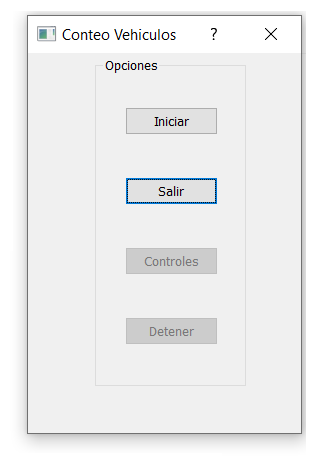 Conteo Vehiculos ?
Opciones
Iniciar
Salir
Controles
Detener